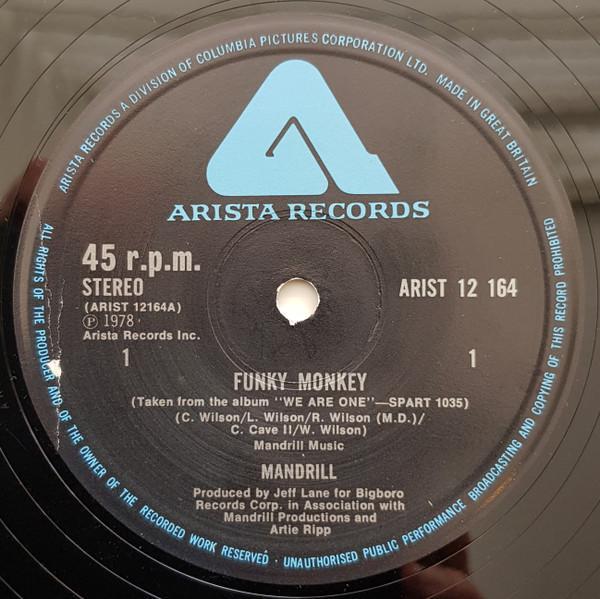 ARISTA RECORDS A DIVISION OF COLUMBIA PICTURES CORPORATION LTD. MADE IN GREAT BRITAIN
ARISTA RECORDS
45 r.p.m.
STEREO
(ARIST 12164A)
Ⓟ 1978
Arista Records Inc.
1
ARIST 12 164
1
FUNKY MONKEY
(Taken from the album "WE ARE ONE"—SPART 1035)
(C. Wilson/L. Wilson/R. Wilson (M.D.)/
C. Cave II/W. Wilson)
Mandrill Music
MANDRILL
Produced by Jeff Lane for Bigboro
Records Corp. in Association with
Mandrill Productions and
Artie Ripp
ALL RIGHTS OF THE PRODUCER AND OF THE OWNER OF THE RECORDED WORK RESERVED · UNAUTHORISED PUBLIC PERFORMANCE BROADCASTING AND COPYING OF THIS RECORD PROHIBITED